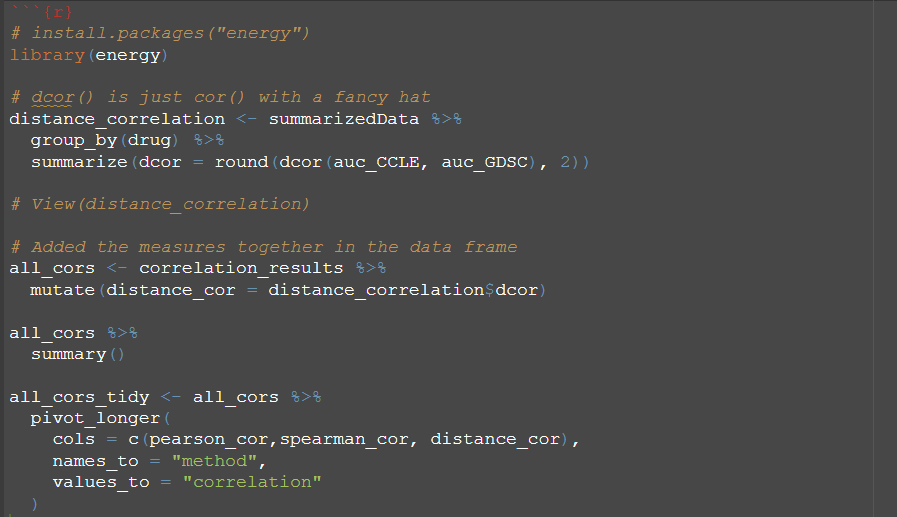 ```{r}
# install.packages("energy")
library(energy)

# dcor() is just cor() with a fancy hat
distance_correlation <- summarizedData %>%
  group_by(drug) %>%
  summarize(dcor = round(dcor(auc_CCLE, auc_GDSC), 2))

# View(distance_correlation)

# Added the measures together in the data frame
all_cors <- correlation_results %>%
  mutate(distance_cor = distance_correlation$dcor)

all_cors %>%
  summary()

all_cors_tidy <- all_cors %>%
  pivot_longer(
    cols = c(pearson_cor,spearman_cor, distance_cor),
    names_to = "method",
    values_to = "correlation"
  )